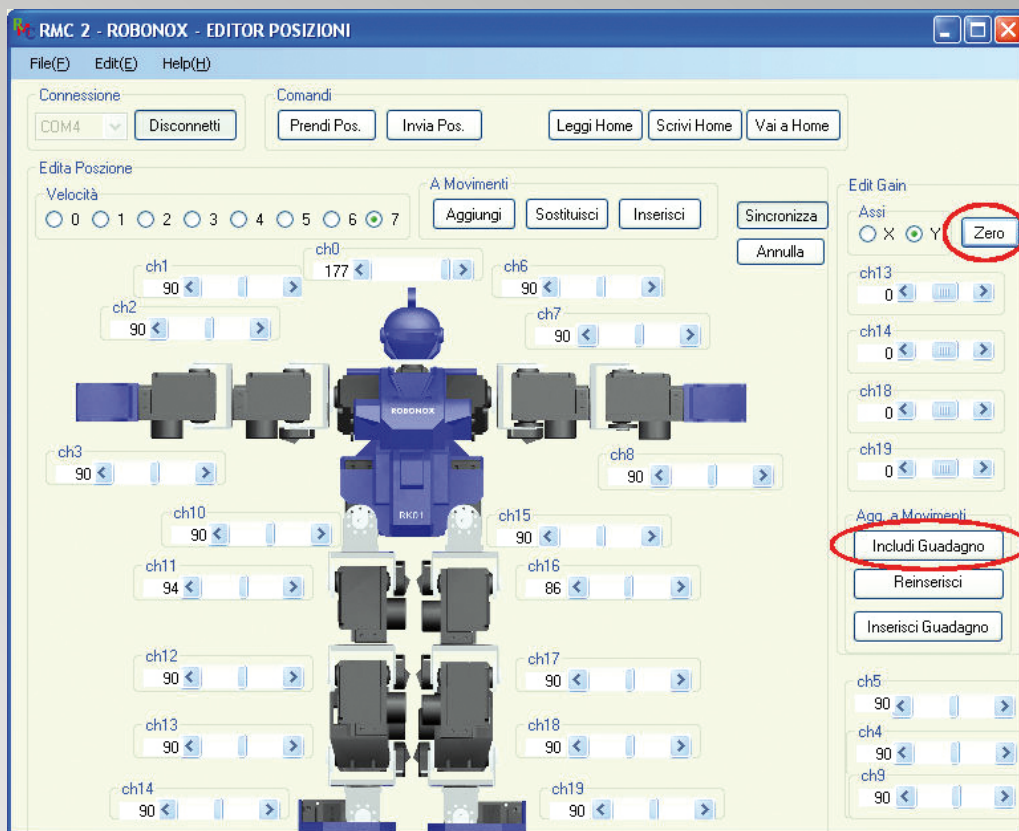 RMC 2 - ROBONOX - EDITOR POSIZIONI
File(F) Edit(E) Help(H)
Connessione
COM4
Disconnetti
Comandi
Prendi Pos.
Invia Pos.
Leggi Home
Scrivi Home
Vai a Home
Edita Poszione
Velocità
0 1 2 3 4 5 6 7
A Movimenti
Aggiungi
Sostituisci
Inserisci
Sincronizza
Annulla
Edit Gain
Assi
X Y
Zero
ch0
177
ch1
90
ch6
90
ch2
90
ch7
90
ch13
0
ch14
0
ch18
0
ch19
0
ROBONOX
ch3
90
ch8
90
RK01
ch10
90
ch15
90
ch11
94
ch16
86
Agg. a Movimenti
Includi Guadagno
Reinserisci
Inserisci Guadagno
ch12
90
ch17
90
ch13
90
ch18
90
ch14
90
ch19
90
ch5
90
ch4
90
ch9
90